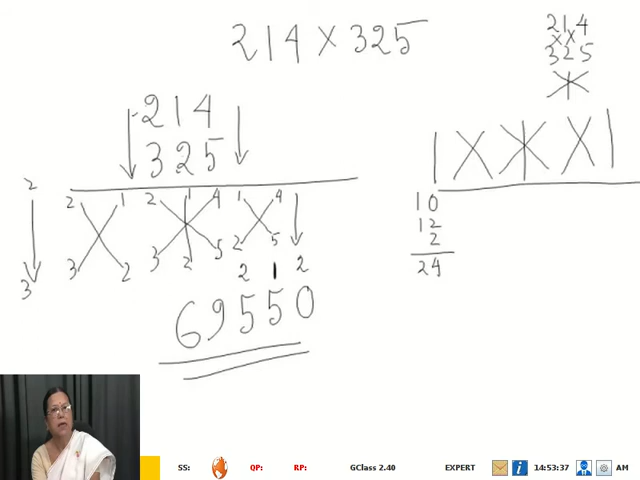 214 × 325
214
× ×
325
214
325
2 2 1 2 1 4 1 4
3 3 2 3 2 5 2 5
2 1 2
69550
10
12
2
24
SS: QP: RP: GClass 2.40 EXPERT 14:53:37 AM